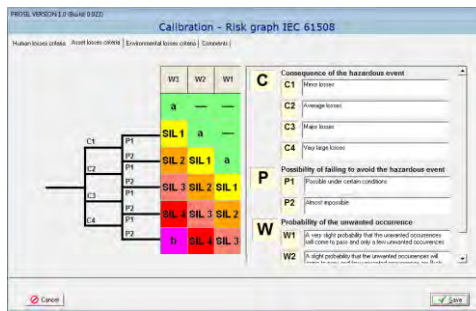 PROSIL VERSION 1.0 (Build 0322)
Calibration - Risk graph IEC 61508
Human losses criteria Asset losses criteria Environmental losses criteria Comments
W3 W2 W1
a — —
SIL 1 a —
SIL 2 SIL 1 a
SIL 3 SIL 2 SIL 1
SIL 4 SIL 3 SIL 2
b SIL 4 SIL 3
C1 P1
P2
C2 P1
P2
C3 P1
P2
C4 P1
P2
C Consequence of the hazardous event
C1 Minor losses
C2 Average losses
C3 Major losses
C4 Very large losses
P Possibility of failing to avoid the hazardous event
P1 Possible under certain conditions
P2 Almost impossible
W Probability of the unwanted occurrence
W1 A very slight probability that the unwanted occurrences
will come to pass and only a few unwanted occurrences
W2 A slight probability that the unwanted occurrences will
Cancel
Save